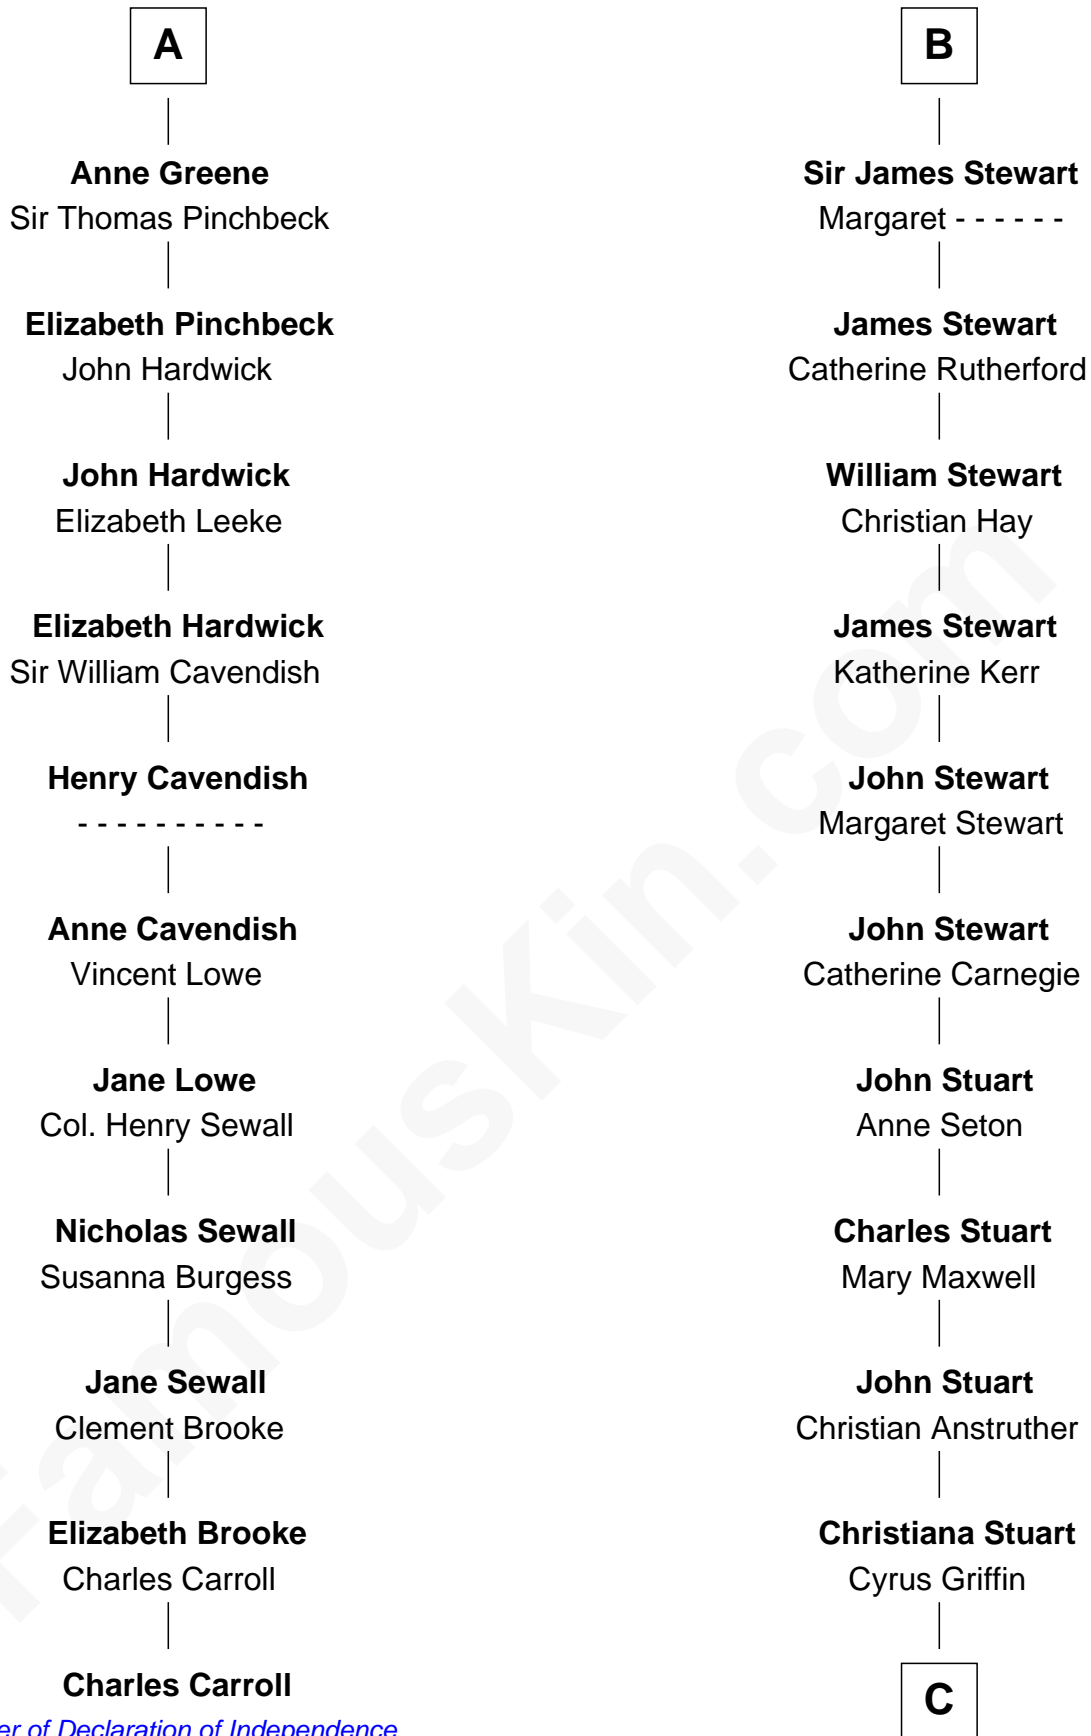 A
Anne Greene
Sir Thomas Pinchbeck
Elizabeth Pinchbeck
John Hardwick
John Hardwick
Elizabeth Leeke
Elizabeth Hardwick
Sir William Cavendish
Henry Cavendish
- - - - - - - - - -
Anne Cavendish
Vincent Lowe
Jane Lowe
Col. Henry Sewall
Nicholas Sewall
Susanna Burgess
Jane Sewall
Clement Brooke
Elizabeth Brooke
Charles Carroll
Charles Carroll
er of Declaration of Independence
B
Sir James Stewart
Margaret - - - - - -
James Stewart
Catherine Rutherford
William Stewart
Christian Hay
James Stewart
Katherine Kerr
John Stewart
Margaret Stewart
John Stewart
Catherine Carnegie
John Stuart
Anne Seton
Charles Stuart
Mary Maxwell
John Stuart
Christian Anstruther
Christiana Stuart
Cyrus Griffin
C
FamousKin.com